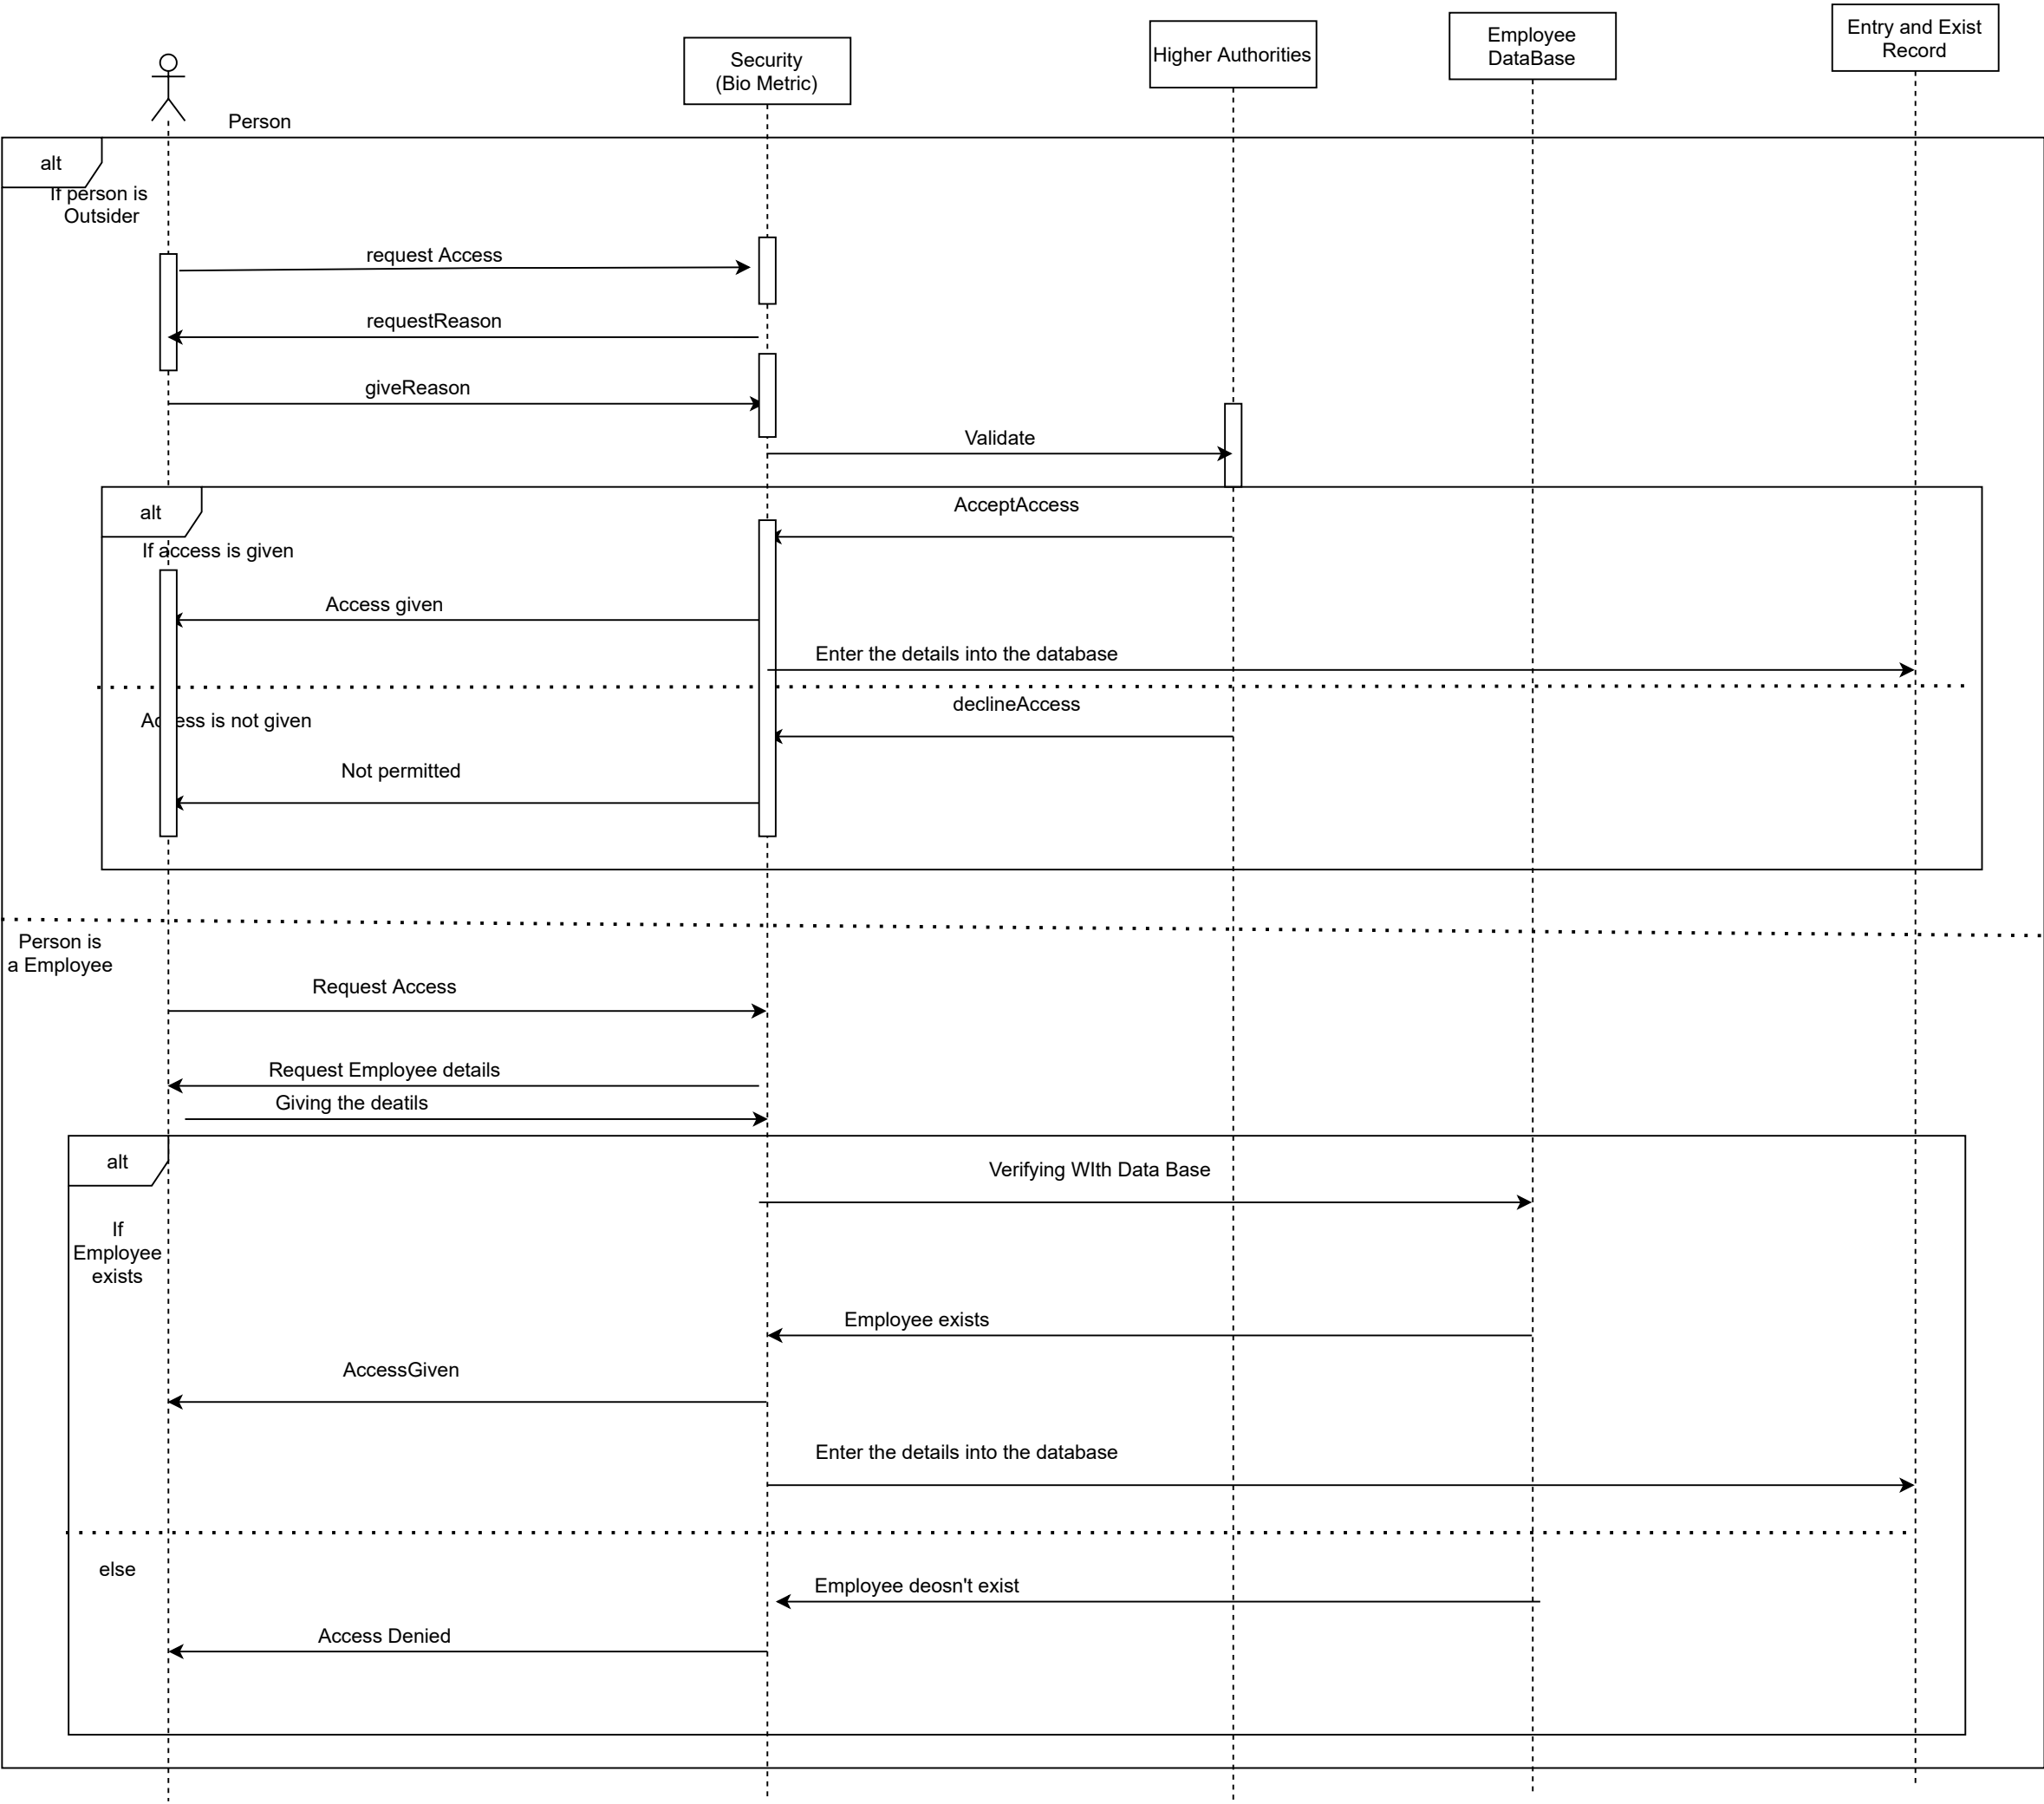 Entry and Exist
Record
Employee
DataBase
Higher Authorities
Security
(Bio Metric)
Person
alt
If person is
Outsider
request Access
requestReason
giveReason
Validate
alt
AcceptAccess
If access is given
Access given
Enter the details into the database
declineAccess
Access is not given
Not permitted
Person is
a Employee
Request Access
Request Employee details
Giving the deatils
alt
Verifying WIth Data Base
If
Employee
exists
Employee exists
AccessGiven
Enter the details into the database
else
Employee deosn't exist
Access Denied